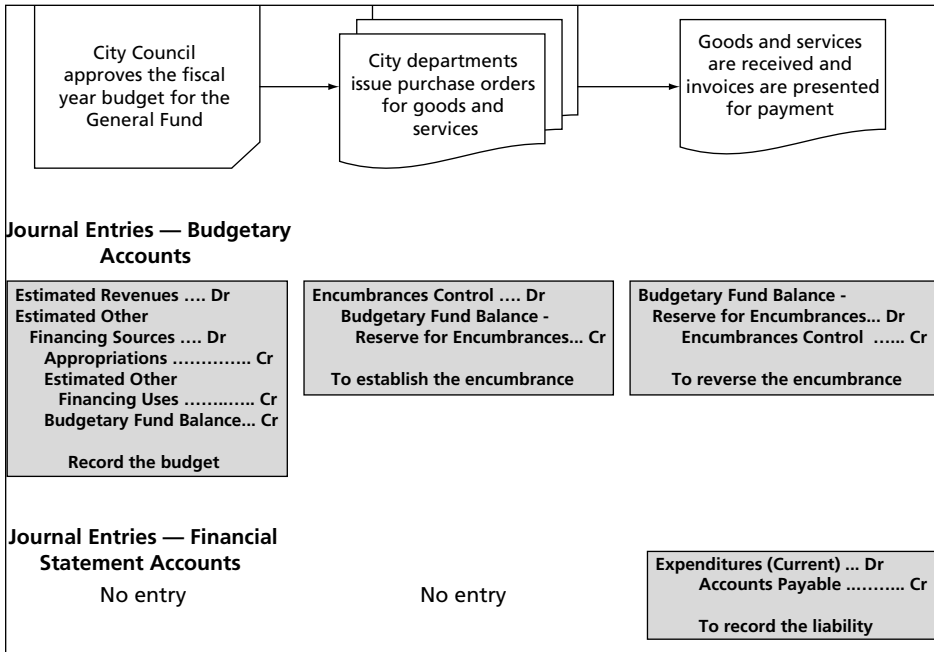 City Council
approves the fiscal
year budget for the
General Fund
City departments
issue purchase orders
for goods and
services
Goods and services
are received and
invoices are presented
for payment
Journal Entries — Budgetary
Accounts
Estimated Revenues .... Dr
Estimated Other
Financing Sources .... Dr
Appropriations .............. Cr
Estimated Other
Financing Uses ............. Cr
Budgetary Fund Balance... Cr
Record the budget
Encumbrances Control .... Dr
Budgetary Fund Balance -
Reserve for Encumbrances... Cr
To establish the encumbrance
Budgetary Fund Balance -
Reserve for Encumbrances... Dr
Encumbrances Control ...... Cr
To reverse the encumbrance
Journal Entries — Financial
Statement Accounts
No entry
No entry
Expenditures (Current) ... Dr
Accounts Payable .......... Cr
To record the liability